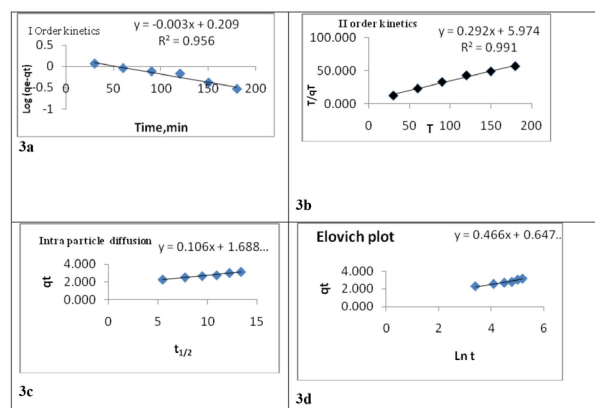 I Order kinetics
y = -0.003x + 0.209
R² = 0.956
0.5
0
-0.5
-1
0 50 100 150 200
Log (qe-qt)
Time,min
3a
II order kinetics
y = 0.292x + 5.974
R² = 0.991
100.000
50.000
0.000
0 50 100 150 200
T/qT
T
3b
Intra particle diffusion
y = 0.106x + 1.688...
4.000
2.000
0.000
0 5 10 15
qt
t1/2
3c
Elovich plot
y = 0.466x + 0.647..
4.000
2.000
0.000
0 2 4 6
qt
Ln t
3d